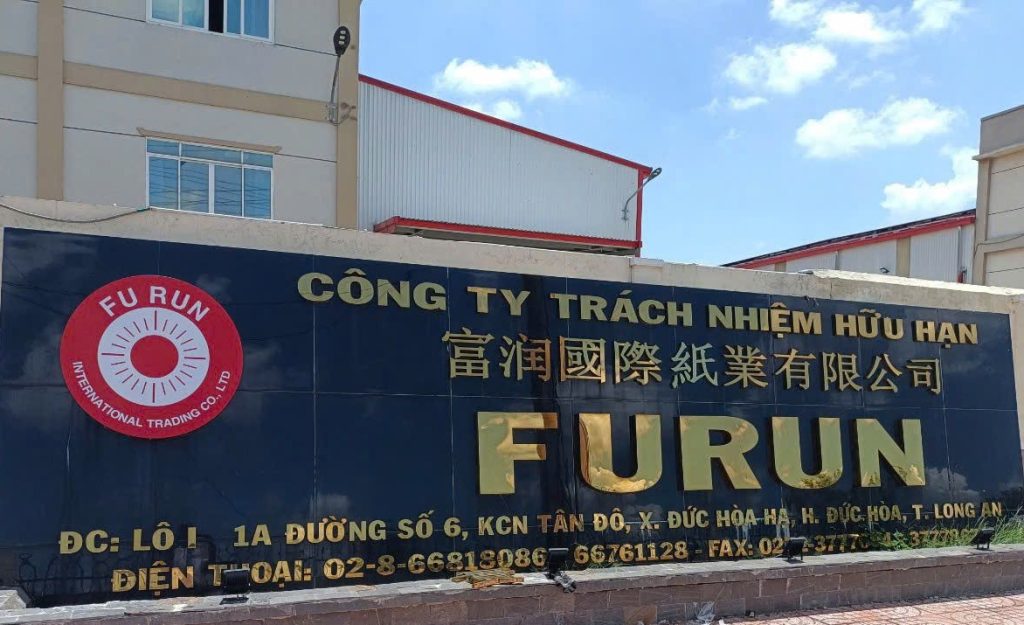 FU RUN
INTERNATIONAL TRADING CO., LTD
CÔNG TY TRÁCH NHIỆM HỮU HẠN
富润國際紙業有限公司
FURUN
ĐC: LÔ I 1A ĐƯỜNG SỐ 6, KCN TÂN ĐÔ, X. ĐỨC HÒA HẠ, H. ĐỨC HÒA, T. LONG AN
ĐIỆN THOẠI: 02-8-66818086 66761128 - FAX: